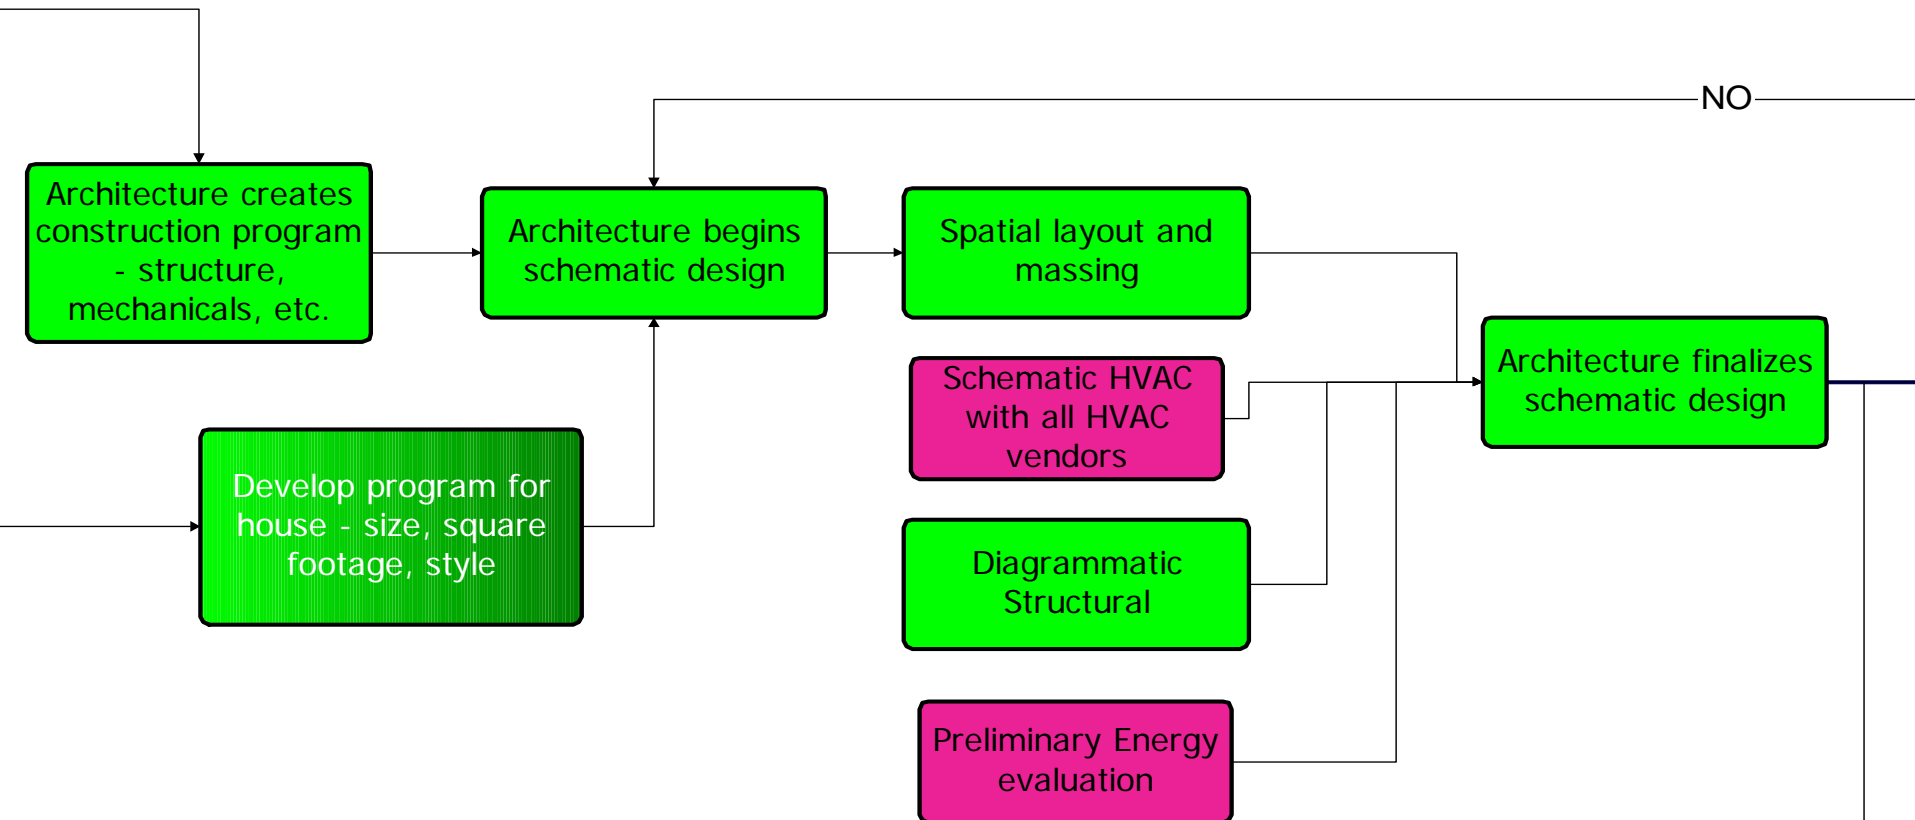 NO
Architecture creates
construction program
- structure,
mechanicals, etc.
Architecture begins
schematic design
Spatial layout and
massing
Architecture finalizes
schematic design
Schematic HVAC
with all HVAC
vendors
Develop program for
house - size, square
footage, style
Diagrammatic
Structural
Preliminary Energy
evaluation